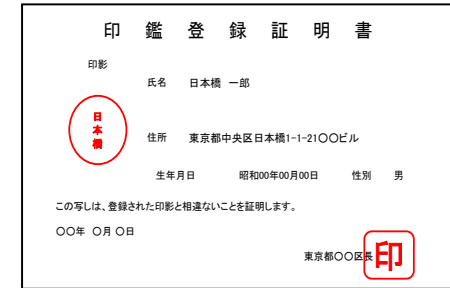 印鑑登録証明書
印影
氏名 日本橋 一郎
日本橋
住所 東京都中央区日本橋1-1-21〇〇ビル
生年月日 昭和00年00月00日 性別 男
この写しは、登録された印影と相違ないことを証明します。
〇〇年 〇月〇日
東京都〇〇区長 印